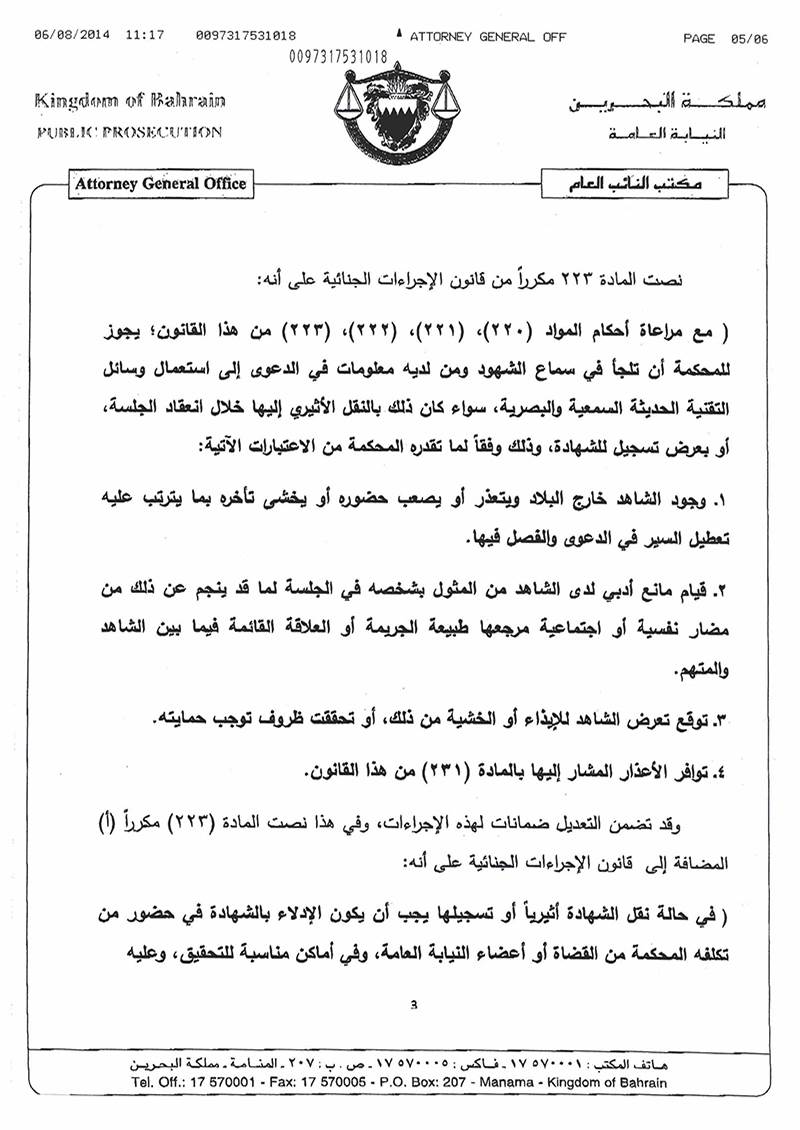 06/08/2014 11:17 0097317531018 ATTORNEY GENERAL OFF PAGE 05/06
0097317531018
Kingdom of Bahrain
مملكة البحرين
PUBLIC PROSECUTION
النيابة العامة
Attorney General Office
مكتب النائب العام
نصت المادة ٢٢٣ مكرراً من قانون الإجراءات الجنائية على أنه:
( مع مراعاة أحكام المواد (٢٢٠)، (٢٢١)، (٢٢٢)، (٢٢٣) من هذا القانون؛ يجوز
للمحكمة أن تلجأ في سماع الشهود ومن لديه معلومات في الدعوى إلى استعمال وسائل
التقنية الحديثة السمعية والبصرية، سواء كان ذلك بالنقل الأثيري إليها خلال انعقاد الجلسة،
أو بعرض تسجيل للشهادة، وذلك وفقاً لما تقدره المحكمة من الاعتبارات الآتية:
١. وجود الشاهد خارج البلاد ويتعذر أو يصعب حضوره أو يخشى تأخره بما يترتب عليه
تعطيل السير في الدعوى والفصل فيها.
٢. قيام مانع أدبي لدى الشاهد من المثول بشخصه في الجلسة لما قد ينجم عن ذلك من
مضار نفسية أو اجتماعية مرجعها طبيعة الجريمة أو العلاقة القائمة فيما بين الشاهد
والمتهم.
٣. توقع تعرض الشاهد للإيذاء أو الخشية من ذلك، أو تحققت ظروف توجب حمايته.
٤. توافر الأعذار المشار إليها بالمادة (٢٣١) من هذا القانون.
وقد تضمن التعديل ضمانات لهذه الإجراءات، وفي هذا نصت المادة (٢٢٣) مكرراً (أ)
المضافة إلى قانون الإجراءات الجنائية على أنه:
( في حالة نقل الشهادة أثيرياً أو تسجيلها يجب أن يكون الإدلاء بالشهادة في حضور من
تكلفه المحكمة من القضاة أو أعضاء النيابة العامة، وفي أماكن مناسبة للتحقيق، وعليه
3
هاتف المكتب : ١٧ ٥٧٠٠٠١ ـ فاكس : ١٧ ٥٧٠٠٠٥ ـ ص . ب : ٢٠٧ ـ المنامة ـ مملكة البحرين
Tel. Off.: 17 570001 - Fax: 17 570005 - P.O. Box: 207 - Manama - Kingdom of Bahrain